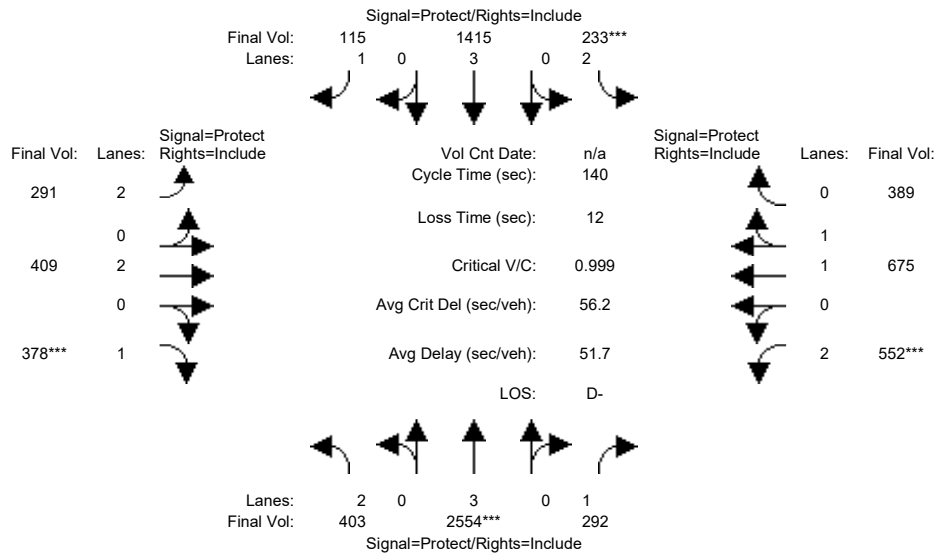 Signal=Protect/Rights=Include
Final Vol: 115 1415 233***
Lanes: 1 0 3 0 2
Signal=Protect
Final Vol: Lanes: Rights=Include
Vol Cnt Date: n/a
Signal=Protect
Rights=Include Lanes: Final Vol:
Cycle Time (sec): 140
291 2
0 389
Loss Time (sec): 12
0
1
409 2
Critical V/C: 0.999
1 675
0
Avg Crit Del (sec/veh): 56.2
0
378*** 1
Avg Delay (sec/veh): 51.7
2 552***
LOS: D-
Lanes: 2 0 3 0 1
Final Vol: 403 2554*** 292
Signal=Protect/Rights=Include